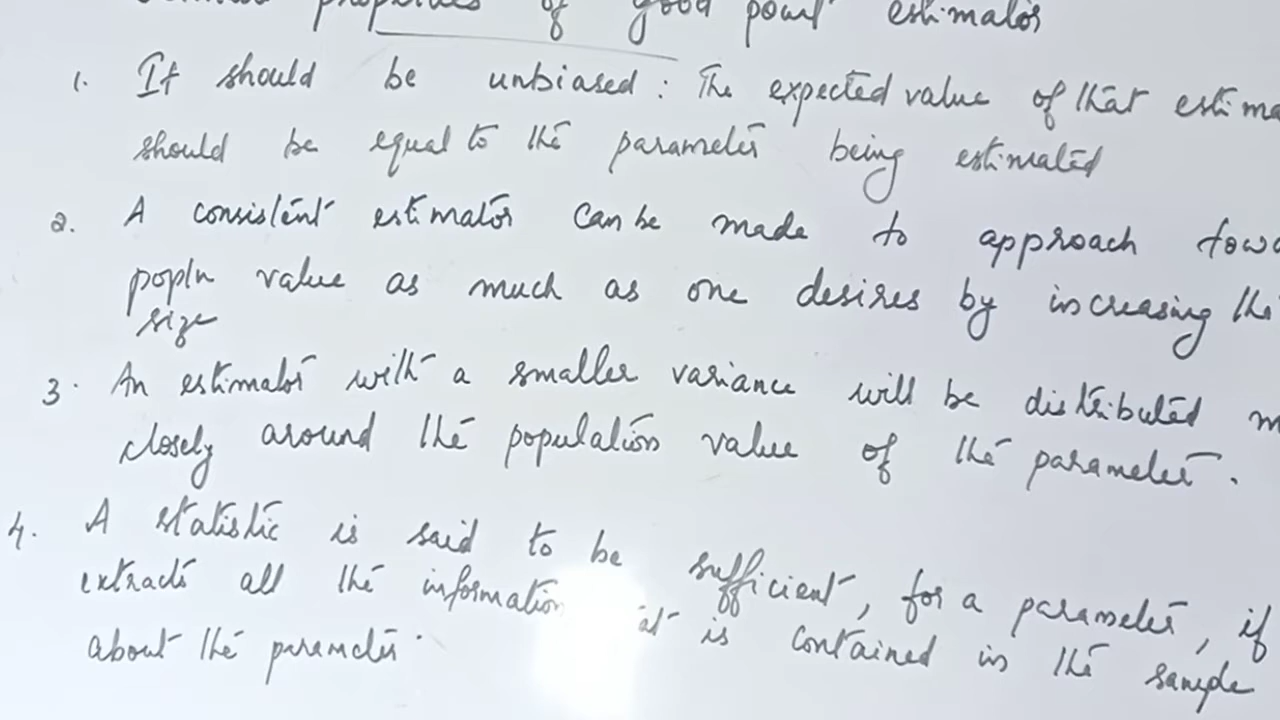 properties of good point estimator
1. It should be unbiased : The expected value of that estima
should be equal to the parameter being estimated
2. A consistent estimator can be made to approach towa
popln value as much as one desires by increasing the
size
3. An estimator with a smaller variance will be distributed m
closely around the population value of the parameter.
4. A statistic is said to be sufficient, for a parameter, if
extracts all the information at is contained in the sample
about the parameter.